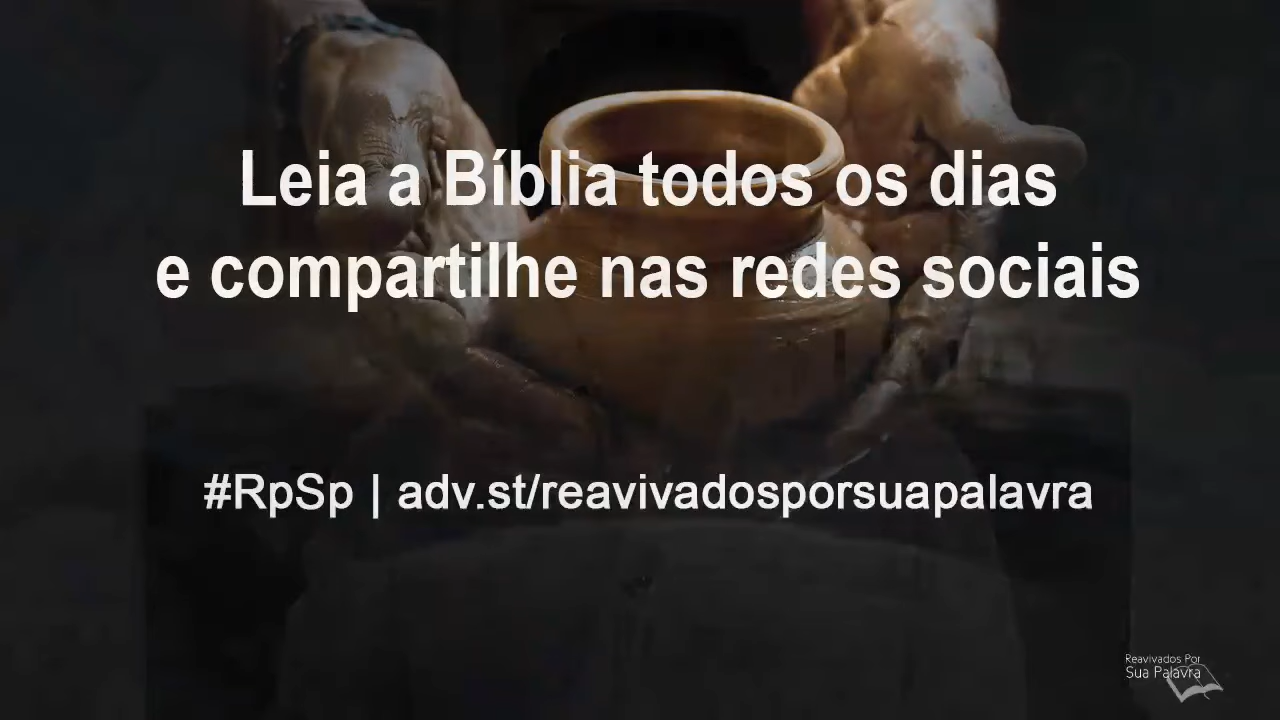 Leia a Bíblia todos os dias
e compartilhe nas redes sociais
#RpSp | adv.st/reavivadosporsuapalavra
Reavivados Por
Sua Palavra